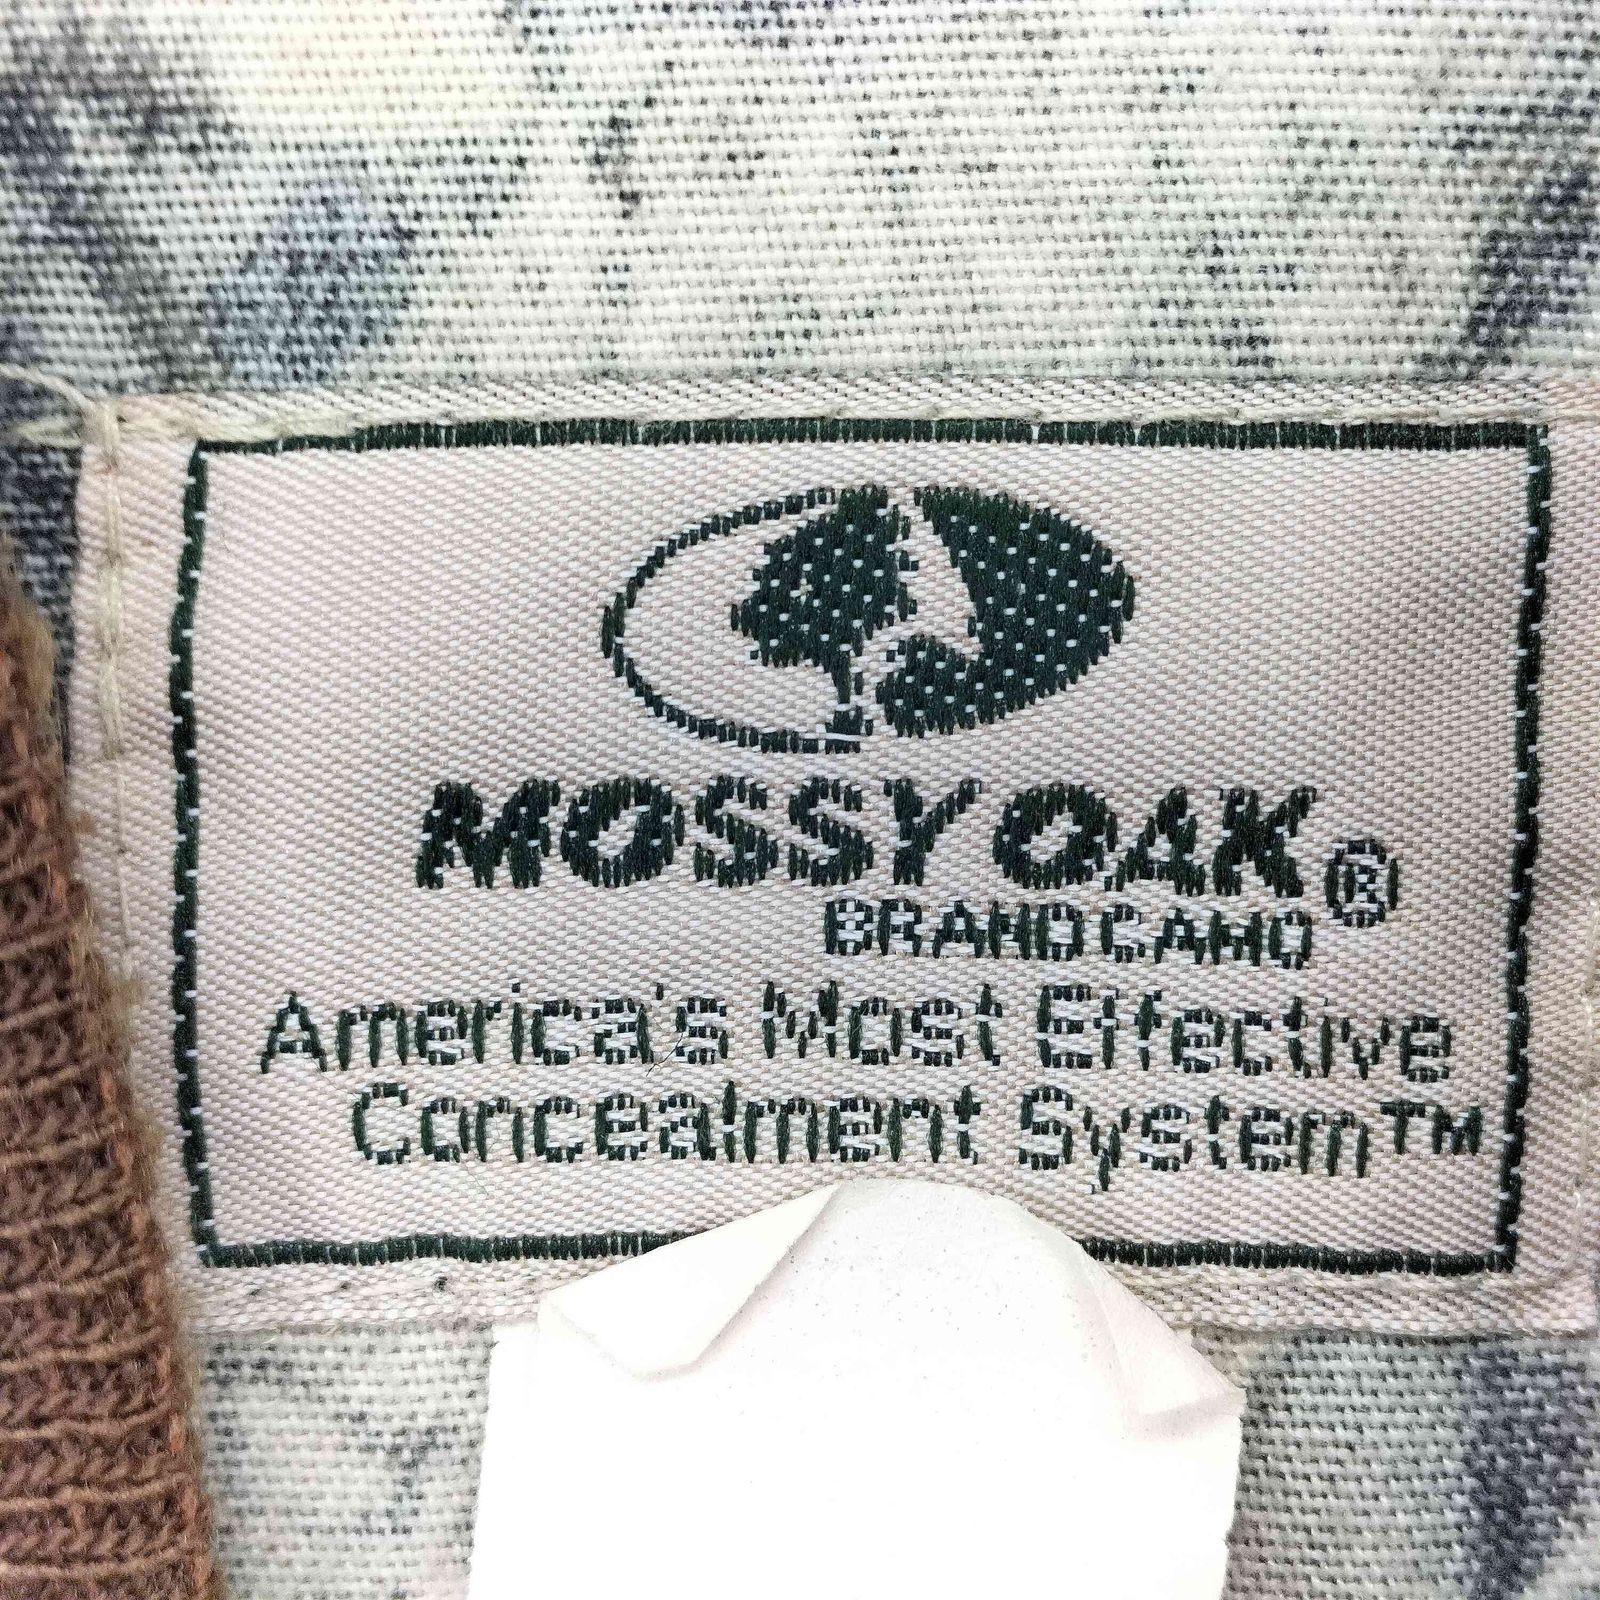 MOSSY OAK®
BRAND CAMO
America's Most Effective
Concealment System™